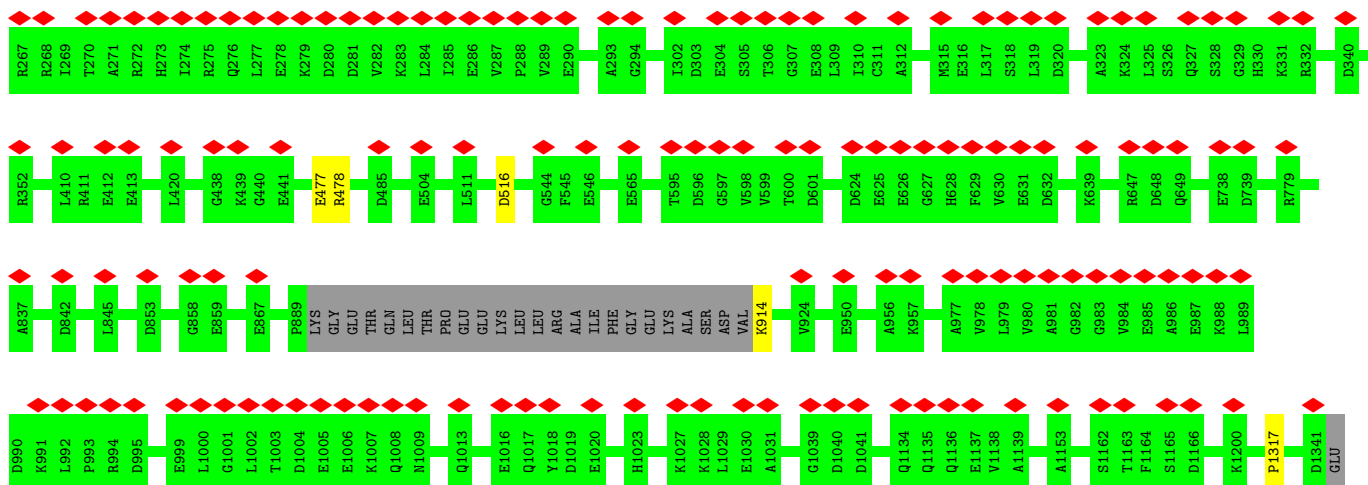 R267 R268 I269 T270 A271 R272 H273 I274 R275 Q276 L277 E278 K279 D280 D281 V282 K283 L284 I285 E286 V287 P288 V289 E290 A293 G294 I302 D303 E304 S305 T306 G307 E308 L309 I310 C311 A312 M315 E316 L317 S318 L319 D320 A323 K324 L325 S326 Q327 S328 G329 H330 K331 R332 D340
R352 L410 R411 E412 E413 L420 G438 K439 G440 E441 E477 R478 D485 E504 L511 D516 G544 F545 E546 E565 T595 D596 G597 V598 V599 T600 D601 D624 E625 E626 G627 H628 F629 V630 E631 D632 K639 R647 D648 Q649 E738 D739 R779
A837 D842 L845 D853 G858 E859 E867 P889 LYS GLY GLU THR GLN LEU THR PRO GLU GLU LYS LEU LEU ARG ALA ILE PHE GLY GLU LYS ALA SER ASP VAL K914 V924 E950 A956 K957 A977 V978 L979 V980 A981 G982 G983 V984 E985 A986 E987 K988 L989
D990 K991 L992 P993 R994 D995 E999 L1000 G1001 L1002 T1003 D1004 E1005 E1006 K1007 Q1008 N1009 Q1013 E1016 Q1017 Y1018 D1019 E1020 H1023 K1027 K1028 L1029 E1030 A1031 G1039 D1040 D1041 Q1134 Q1135 Q1136 E1137 V1138 A1139 A1153 S1162 T1163 F1164 S1165 D1166 K1200 P1317 D1341 GLU